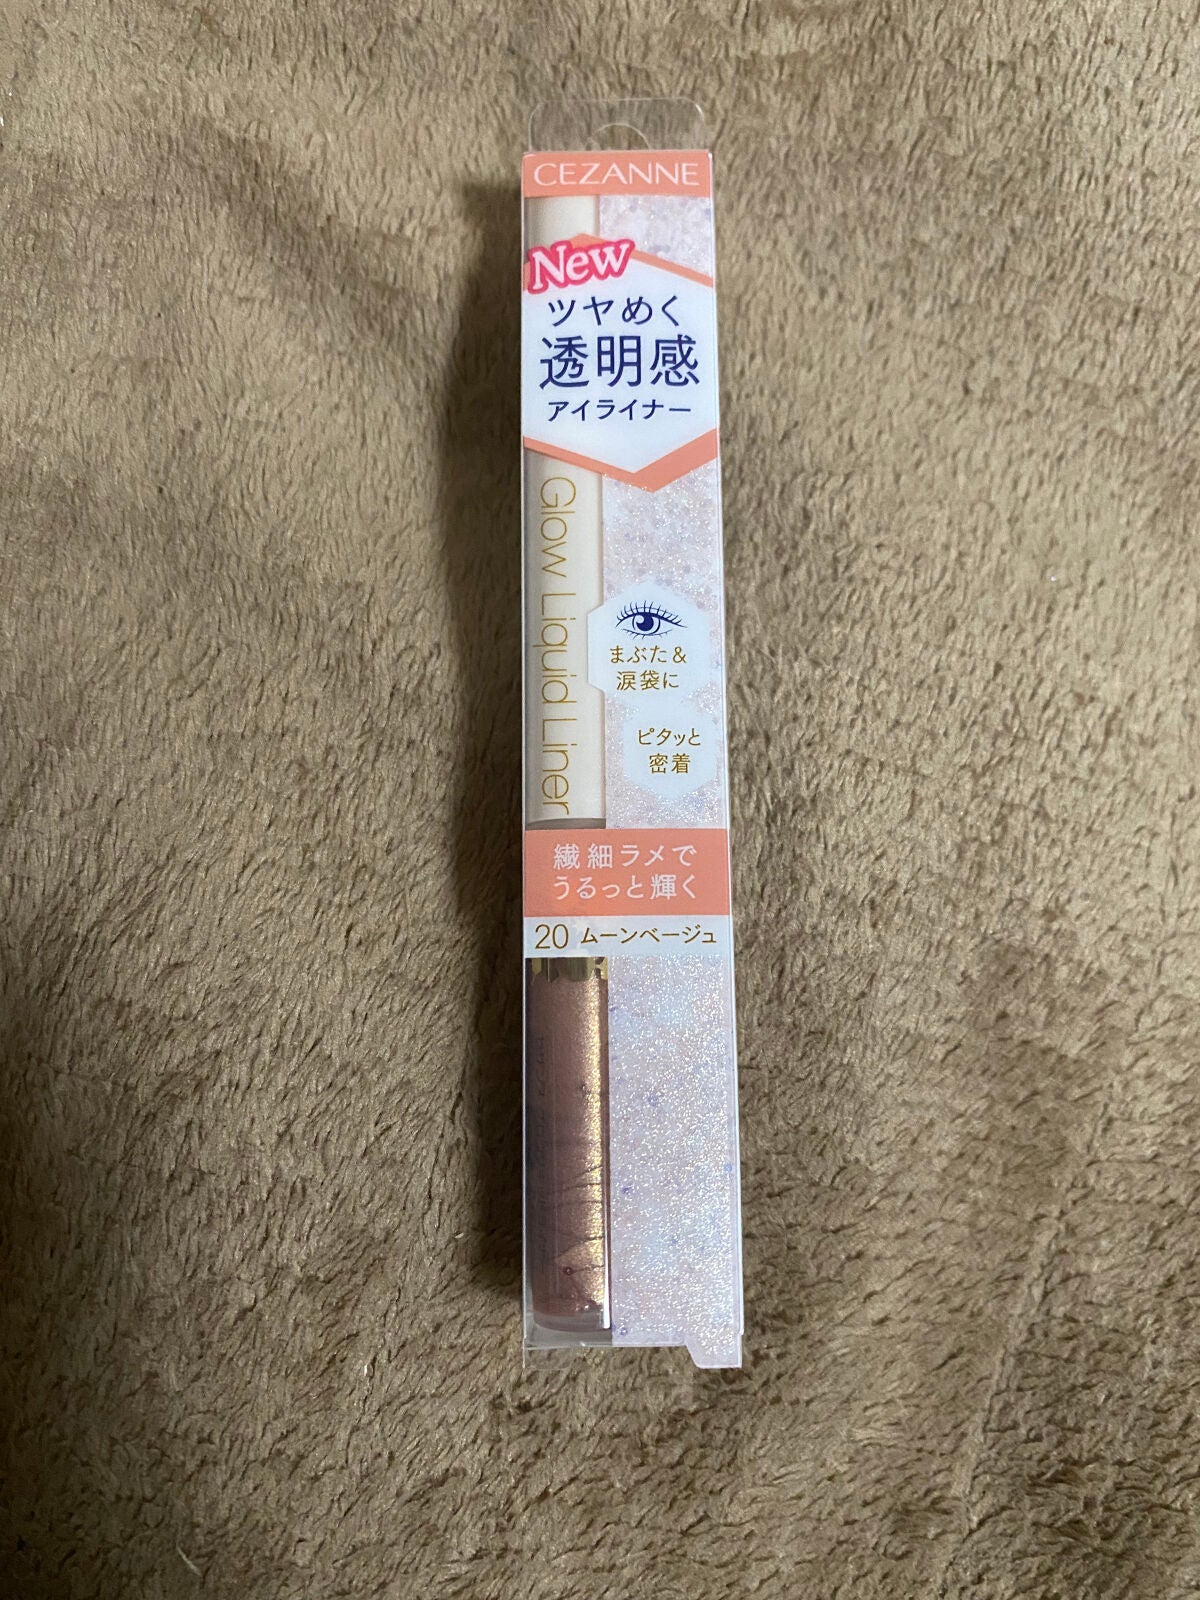 CEZANNE
New
ツヤめく
透明感
アイライナー
Glow Liquid Liner
まぶた&
涙袋に
ピタッと
密着
繊細ラメで
うるっと輝く
20 ムーンベージュ